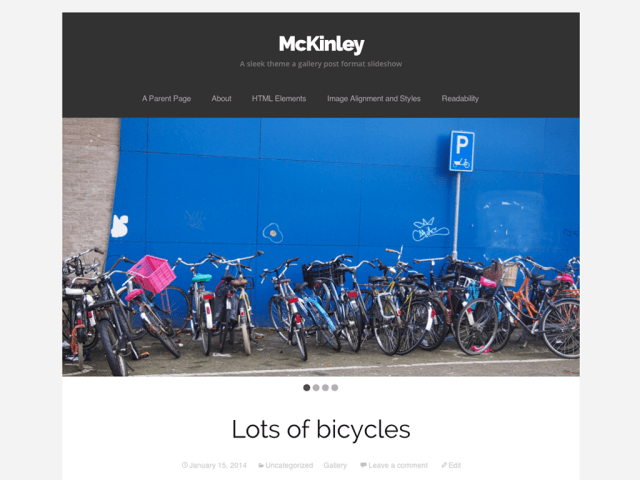 McKinley
A sleek theme a gallery post format slideshow
A Parent Page About HTML Elements Image Alignment and Styles Readability
P
Lots of bicycles
January 15, 2014 Uncategorized Gallery Leave a comment Edit